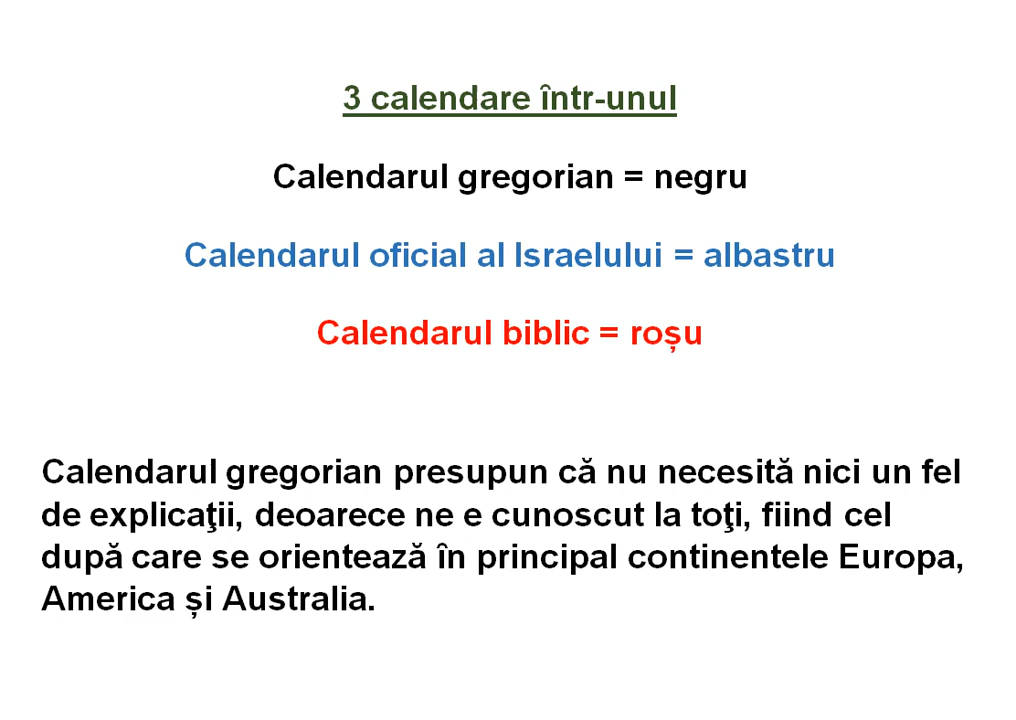 3 calendare într-unul
Calendarul gregorian = negru
Calendarul oficial al Israelului = albastru
Calendarul biblic = roșu
Calendarul gregorian presupun că nu necesită nici un fel
de explicaţii, deoarece ne e cunoscut la toţi, fiind cel
după care se orientează în principal continentele Europa,
America și Australia.